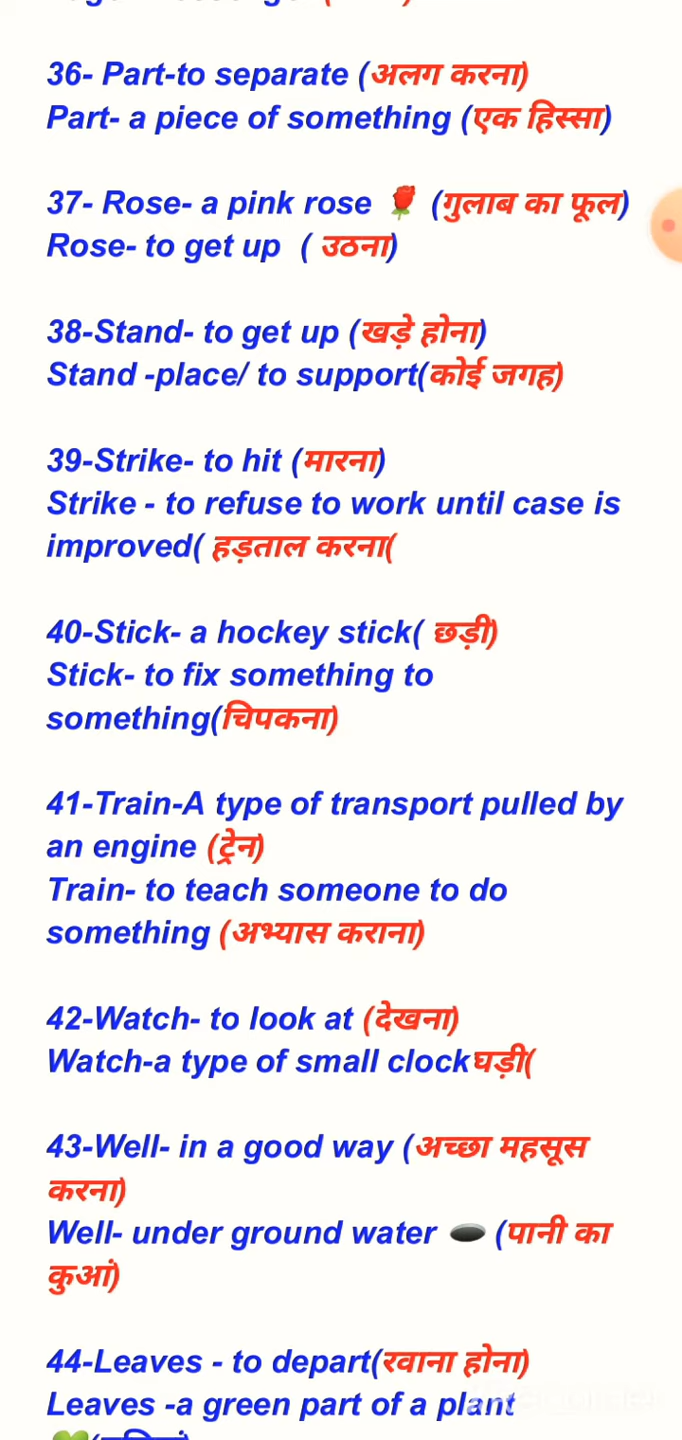 36- Part-to separate (अलग करना)
Part- a piece of something (एक हिस्सा)
37- Rose- a pink rose 🌹 (गुलाब का फूल)
Rose- to get up ( उठना)
38-Stand- to get up (खड़े होना)
Stand -place/ to support(कोई जगह)
39-Strike- to hit (मारना)
Strike - to refuse to work until case is
improved( हड़ताल करना(
40-Stick- a hockey stick( छड़ी)
Stick- to fix something to
something(चिपकना)
41-Train-A type of transport pulled by
an engine (ट्रेन)
Train- to teach someone to do
something (अभ्यास कराना)
42-Watch- to look at (देखना)
Watch-a type of small clockघड़ी(
43-Well- in a good way (अच्छा महसूस
करना)
Well- under ground water 🕳️ (पानी का
कुआं)
44-Leaves - to depart(रवाना होना)
Leaves -a green part of a plant